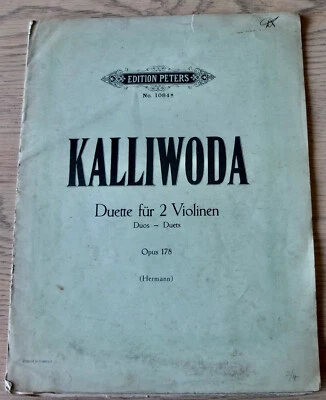 EDITION PETERS
No. 1084a
KALLIWODA
Duette für 2 Violinen
Duos — Duets
Opus 178
(Hermann)